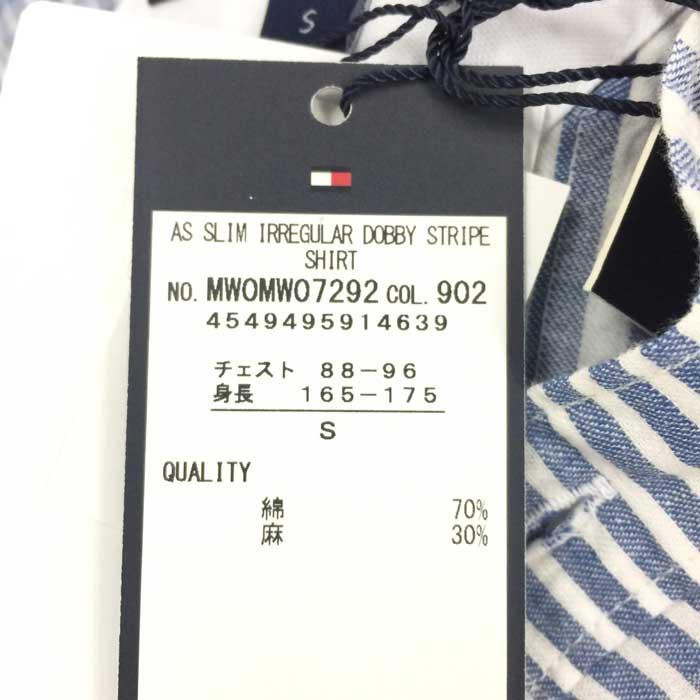 S
AS SLIM IRREGULAR DOBBY STRIPE
SHIRT
NO. MW0MW07292 COL. 902
4549495914639
チェスト 88-96
身長 165-175
S
QUALITY
綿 70%
麻 30%